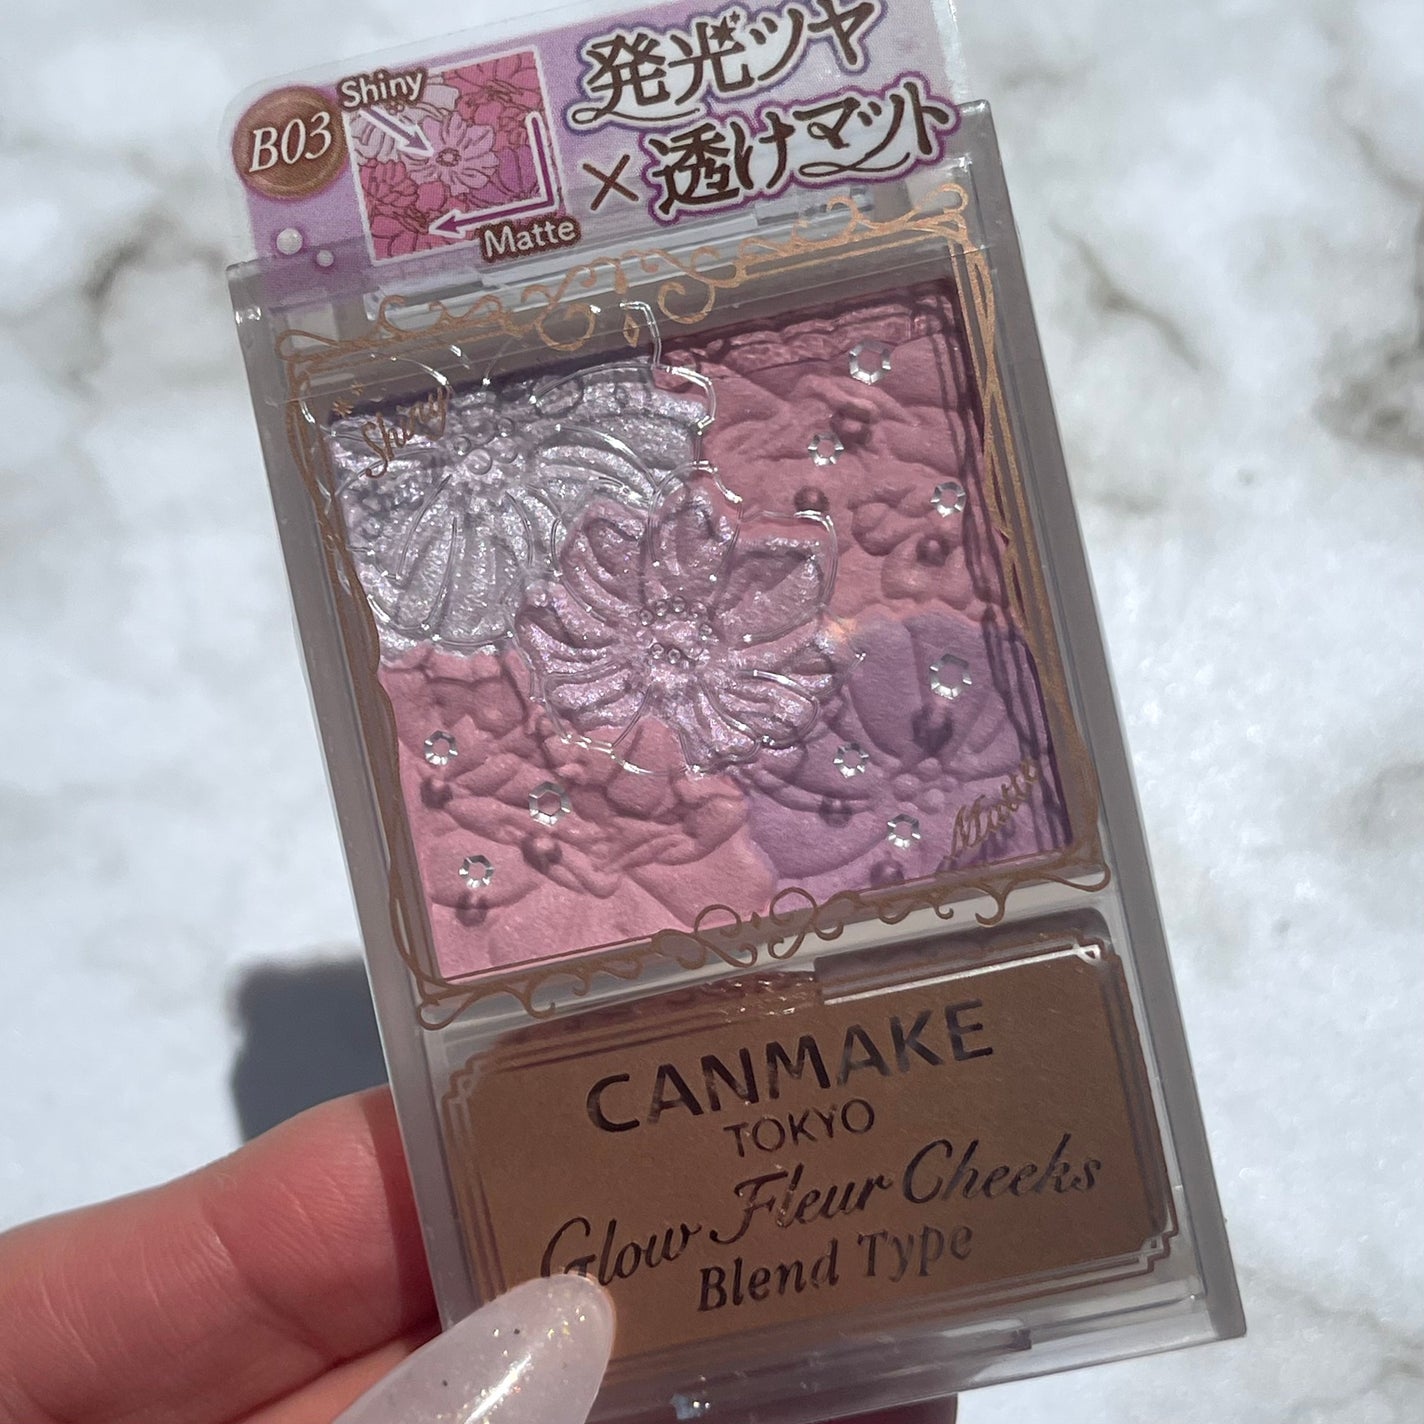 B03
Shiny
Matte
発光ツヤ
×透けマット
Shiny
Matte
CANMAKE
TOKYO
Glow Fleur Cheeks
Blend Type